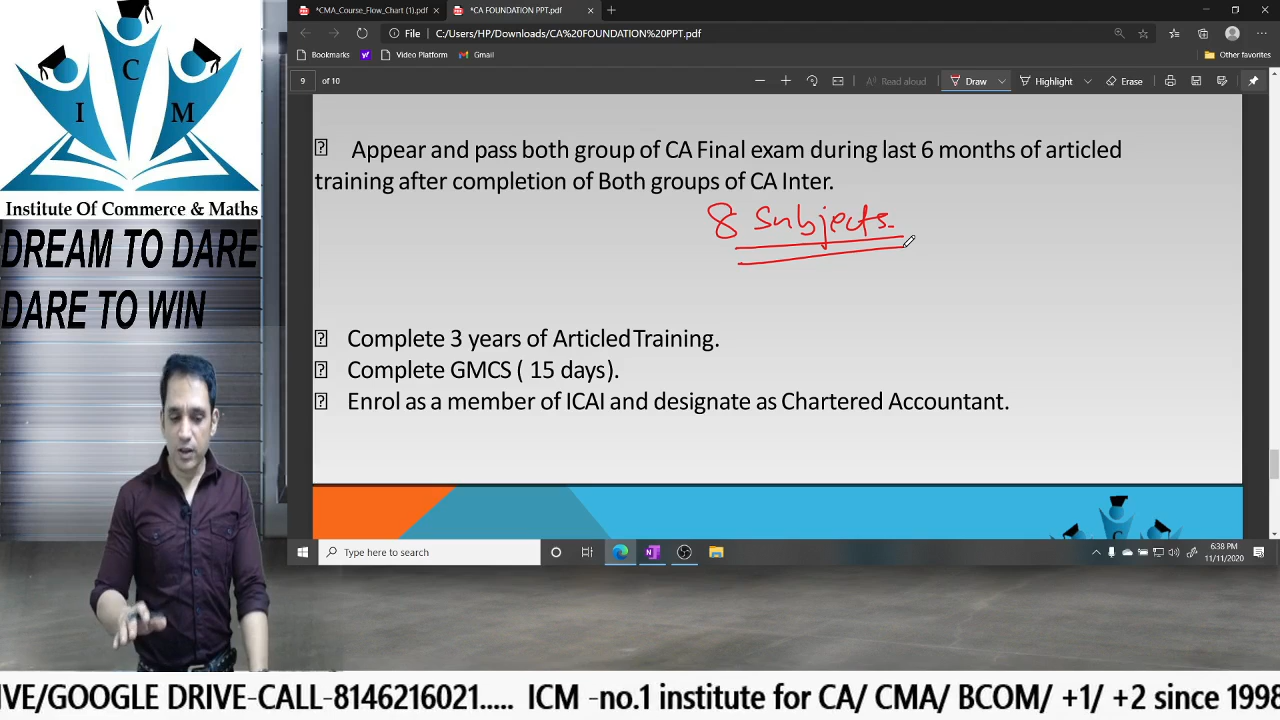 *CMA_Course_Flow_Chart (1).pdf
*CA FOUNDATION PPT.pdf
File C:/Users/HP/Downloads/CA%20FOUNDATION%20PPT.pdf
Bookmarks Video Platform Gmail Other favorites
9 of 10 Read aloud Draw Highlight Erase
I C M
Institute Of Commerce & Maths
DREAM TO DARE
DARE TO WIN
Appear and pass both group of CA Final exam during last 6 months of articled
training after completion of Both groups of CA Inter.
8 Subjects.
Complete 3 years of Articled Training.
Complete GMCS ( 15 days).
Enrol as a member of ICAI and designate as Chartered Accountant.
Type here to search
6:38 PM
11/11/2020
IVE/GOOGLE DRIVE-CALL-8146216021..... ICM -no.1 institute for CA/ CMA/ BCOM/ +1/ +2 since 1998